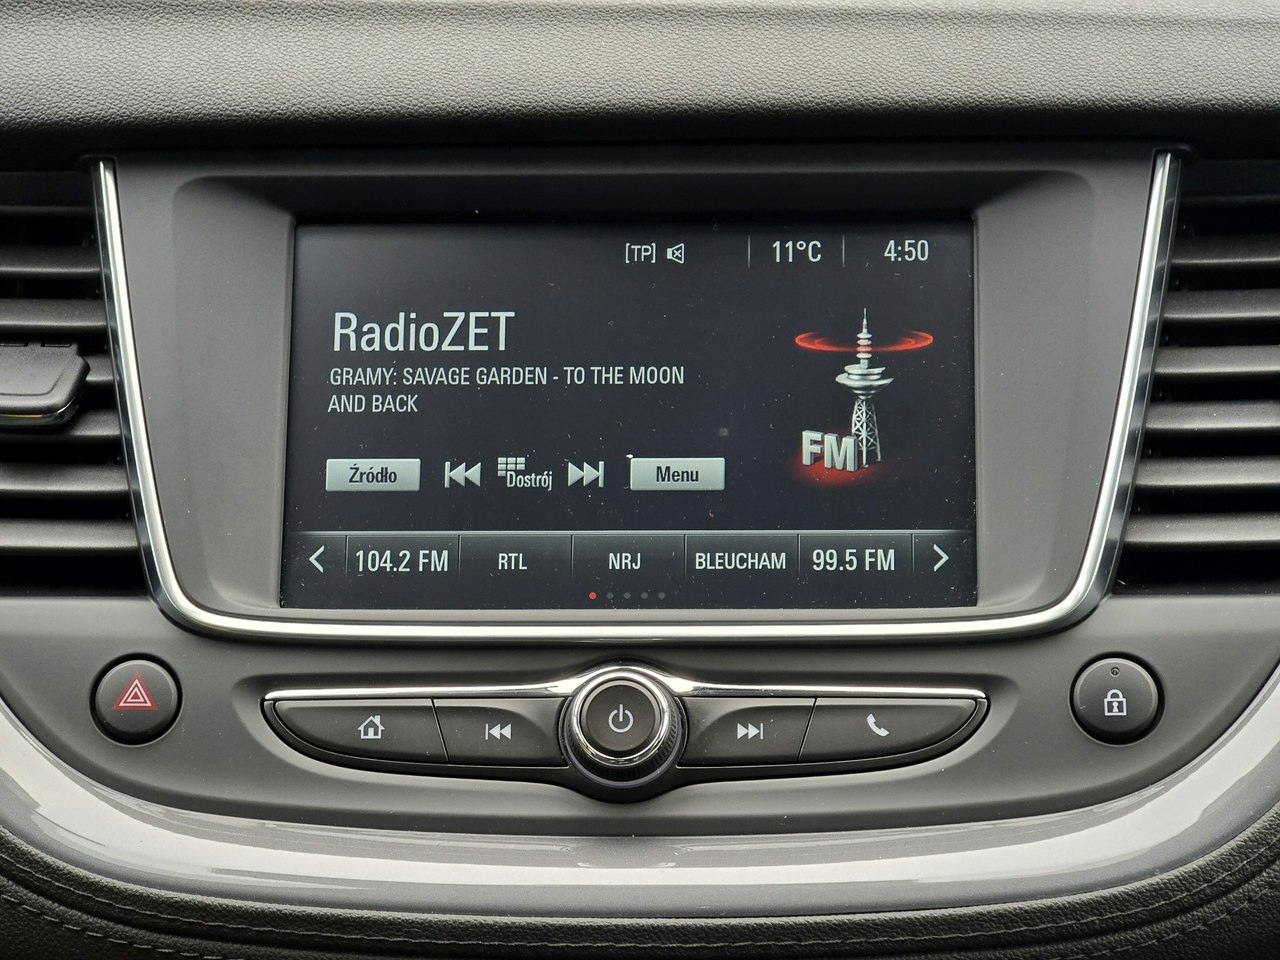 [TP] 11°C 4:50
RadioZET
GRAMY: SAVAGE GARDEN - TO THE MOON
AND BACK
FM
Źródło Dostrój Menu
104.2 FM RTL NRJ BLEUCHAM 99.5 FM